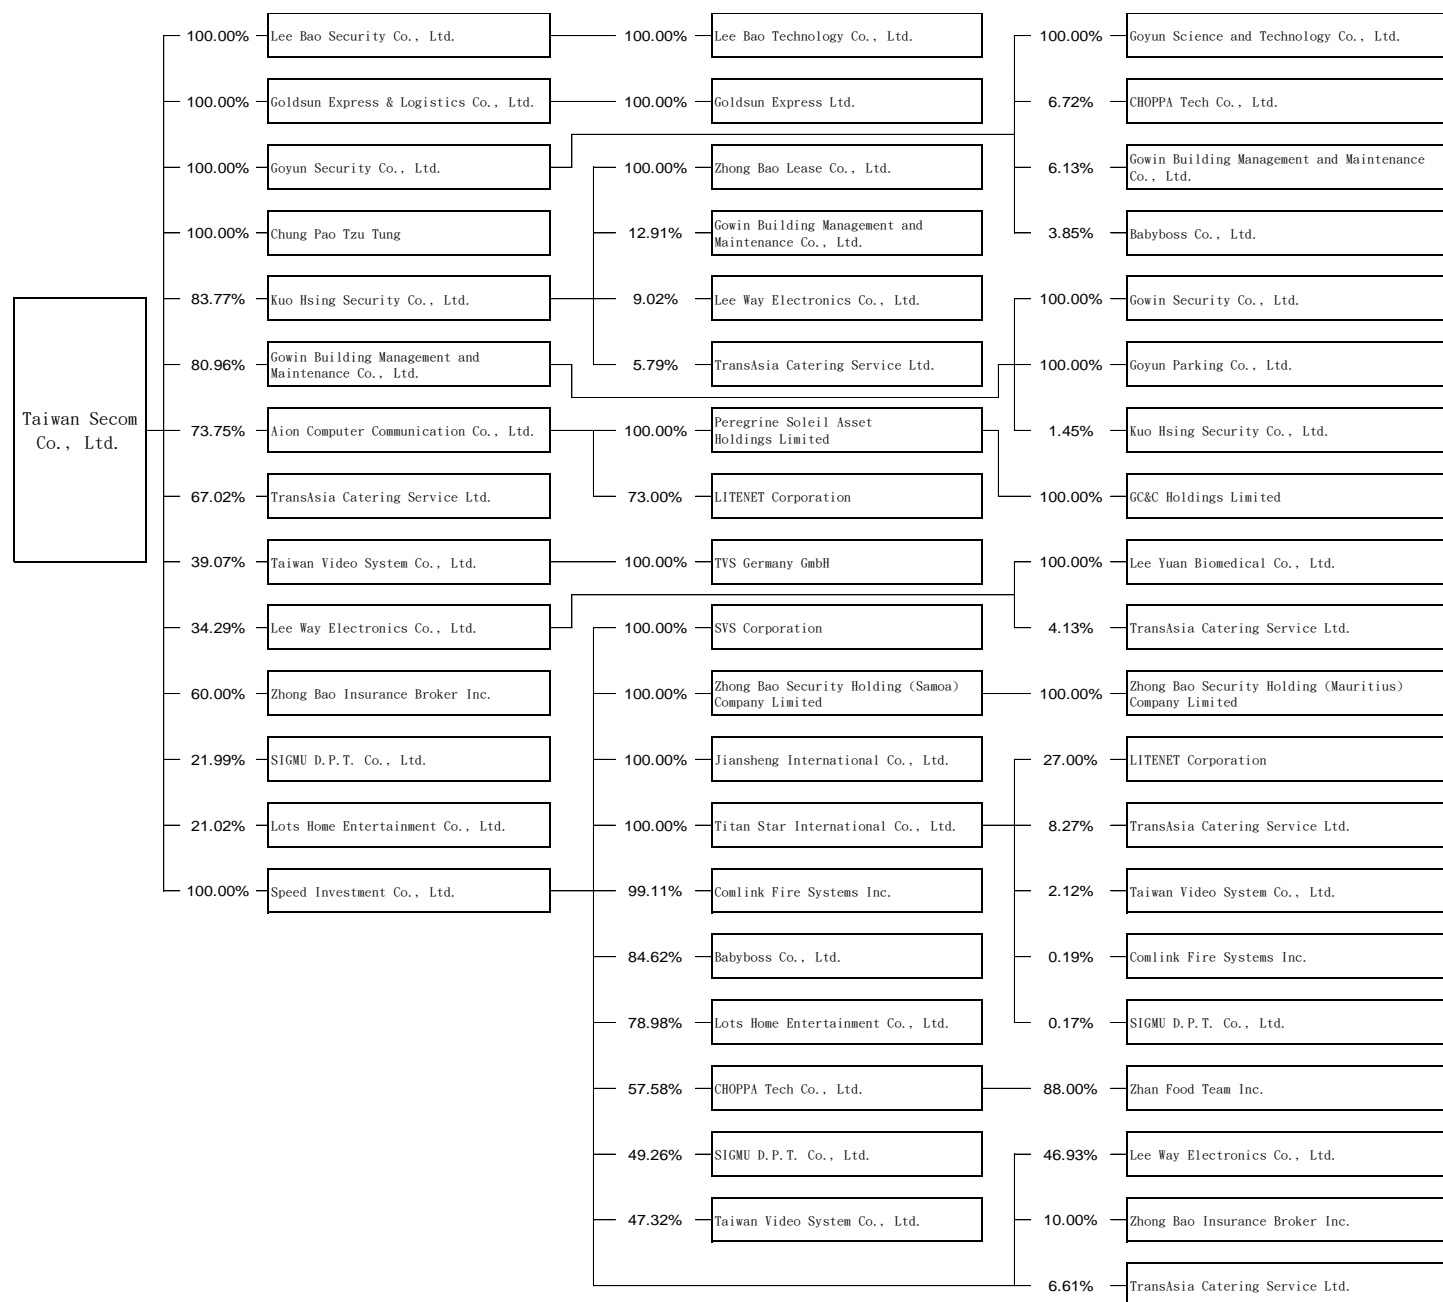 100.00%
Lee Bao Security Co., Ltd.
100.00%
Lee Bao Technology Co., Ltd.
100.00%
Goyun Science and Technology Co., Ltd.
100.00%
Goldsun Express & Logistics Co., Ltd.
100.00%
Goldsun Express Ltd.
6.72%
CHOPPA Tech Co., Ltd.
100.00%
Goyun Security Co., Ltd.
100.00%
Zhong Bao Lease Co., Ltd.
6.13%
Gowin Building Management and Maintenance
Co., Ltd.
100.00%
Chung Pao Tzu Tung
12.91%
Gowin Building Management and
Maintenance Co., Ltd.
3.85%
Babyboss Co., Ltd.
83.77%
Kuo Hsing Security Co., Ltd.
9.02%
Lee Way Electronics Co., Ltd.
100.00%
Gowin Security Co., Ltd.
80.96%
Gowin Building Management and
Maintenance Co., Ltd.
5.79%
TransAsia Catering Service Ltd.
100.00%
Goyun Parking Co., Ltd.
Taiwan Secom
Co., Ltd.
73.75%
Aion Computer Communication Co., Ltd.
100.00%
Peregrine Soleil Asset
Holdings Limited
1.45%
Kuo Hsing Security Co., Ltd.
67.02%
TransAsia Catering Service Ltd.
73.00%
LITENET Corporation
100.00%
GC&C Holdings Limited
39.07%
Taiwan Video System Co., Ltd.
100.00%
TVS Germany GmbH
100.00%
Lee Yuan Biomedical Co., Ltd.
34.29%
Lee Way Electronics Co., Ltd.
100.00%
SVS Corporation
4.13%
TransAsia Catering Service Ltd.
60.00%
Zhong Bao Insurance Broker Inc.
100.00%
Zhong Bao Security Holding (Samoa)
Company Limited
100.00%
Zhong Bao Security Holding (Mauritius)
Company Limited
21.99%
SIGMU D.P.T. Co., Ltd.
100.00%
Jiansheng International Co., Ltd.
27.00%
LITENET Corporation
21.02%
Lots Home Entertainment Co., Ltd.
100.00%
Titan Star International Co., Ltd.
8.27%
TransAsia Catering Service Ltd.
100.00%
Speed Investment Co., Ltd.
99.11%
Comlink Fire Systems Inc.
2.12%
Taiwan Video System Co., Ltd.
84.62%
Babyboss Co., Ltd.
0.19%
Comlink Fire Systems Inc.
78.98%
Lots Home Entertainment Co., Ltd.
0.17%
SIGMU D.P.T. Co., Ltd.
57.58%
CHOPPA Tech Co., Ltd.
88.00%
Zhan Food Team Inc.
49.26%
SIGMU D.P.T. Co., Ltd.
46.93%
Lee Way Electronics Co., Ltd.
47.32%
Taiwan Video System Co., Ltd.
10.00%
Zhong Bao Insurance Broker Inc.
6.61%
TransAsia Catering Service Ltd.